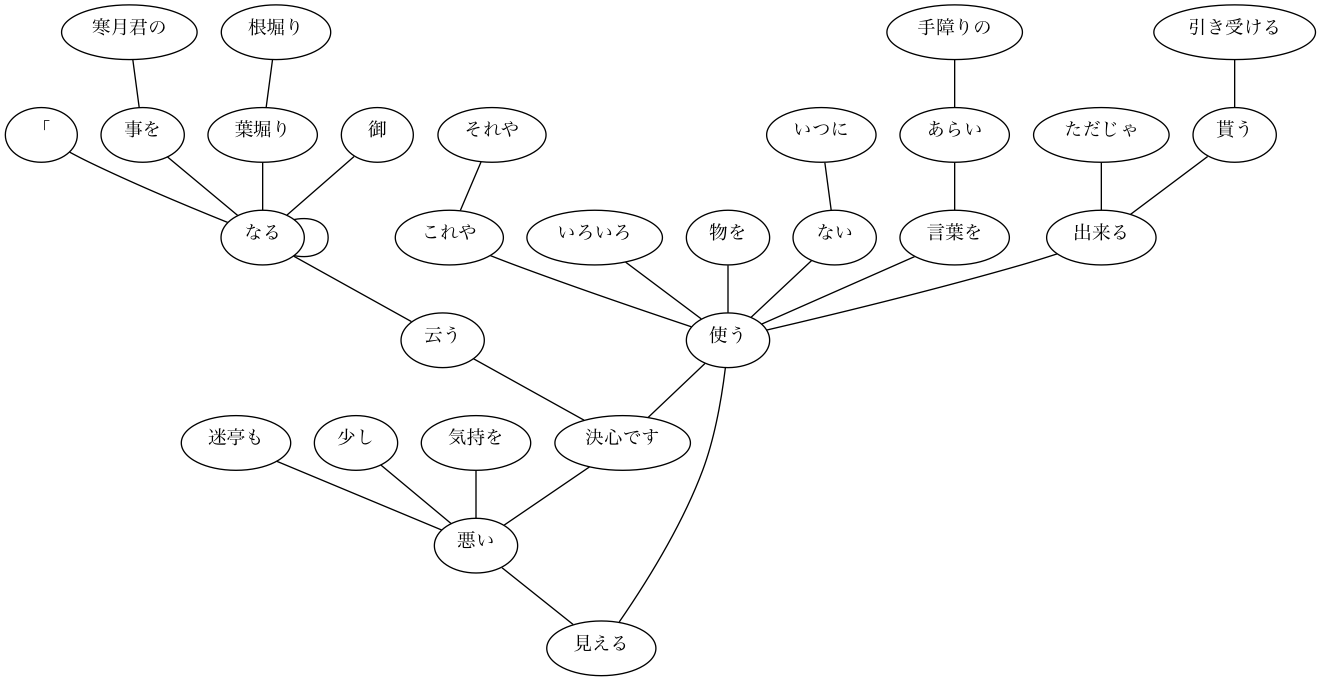 寒月君の
根堀り
手障りの
引き受ける
「
事を
葉堀り
御
それや
いつに
あらい
ただじゃ
貰う
なる
これや
いろいろ
物を
ない
言葉を
出来る
云う
使う
迷亭も
少し
気持を
決心です
悪い
見える